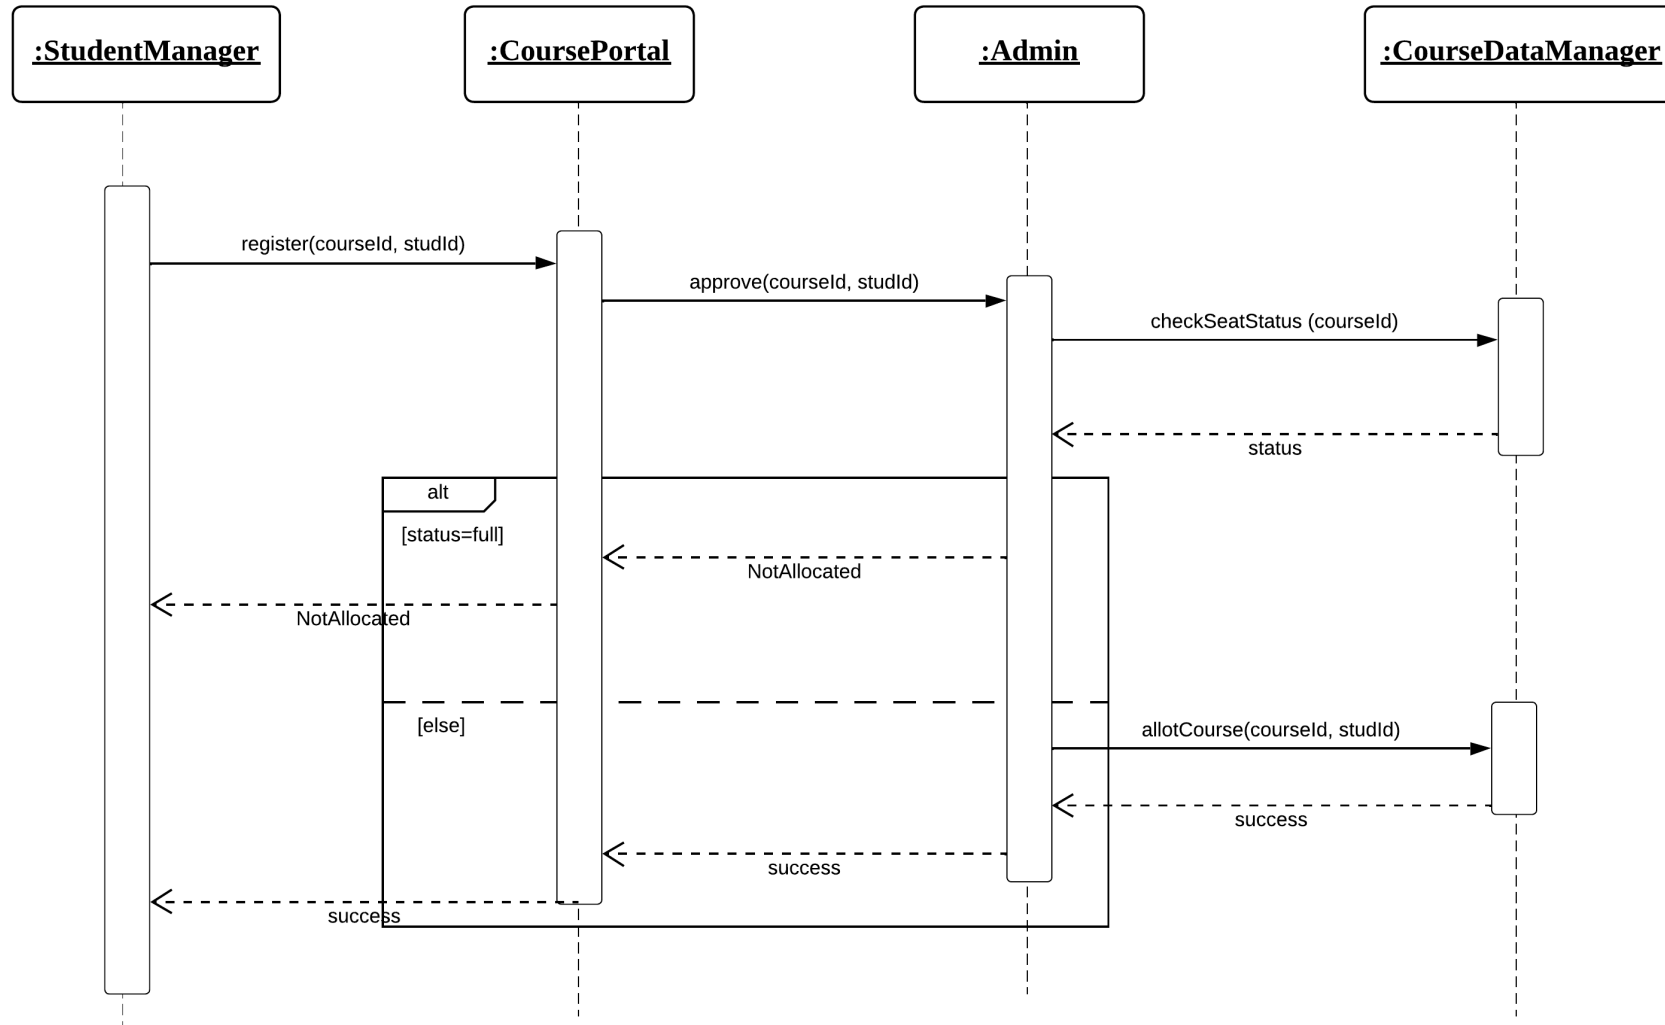 :StudentManager
:CoursePortal
:Admin
:CourseDataManager
register(courseId, studId)
approve(courseId, studId)
checkSeatStatus (courseId)
status
alt
[status=full]
NotAllocated
NotAllocated
[else]
allotCourse(courseId, studId)
success
success
success